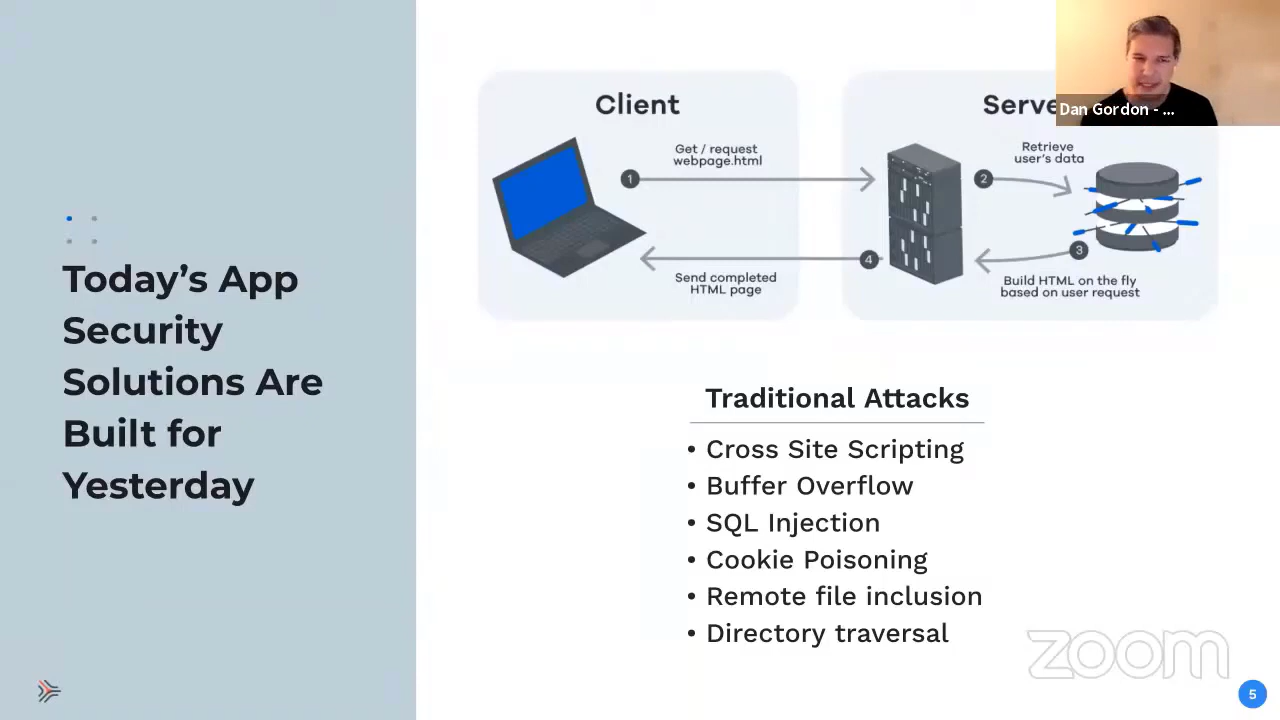 Today's App
Security
Solutions Are
Built for
Yesterday
Client
Get / request
webpage.html
1
4
Send completed
HTML page
Dan Gordon - ...
Retrieve
user's data
2
3
Build HTML on the fly
based on user request
Traditional Attacks
• Cross Site Scripting
• Buffer Overflow
• SQL Injection
• Cookie Poisoning
• Remote file inclusion
• Directory traversal
zoom
5